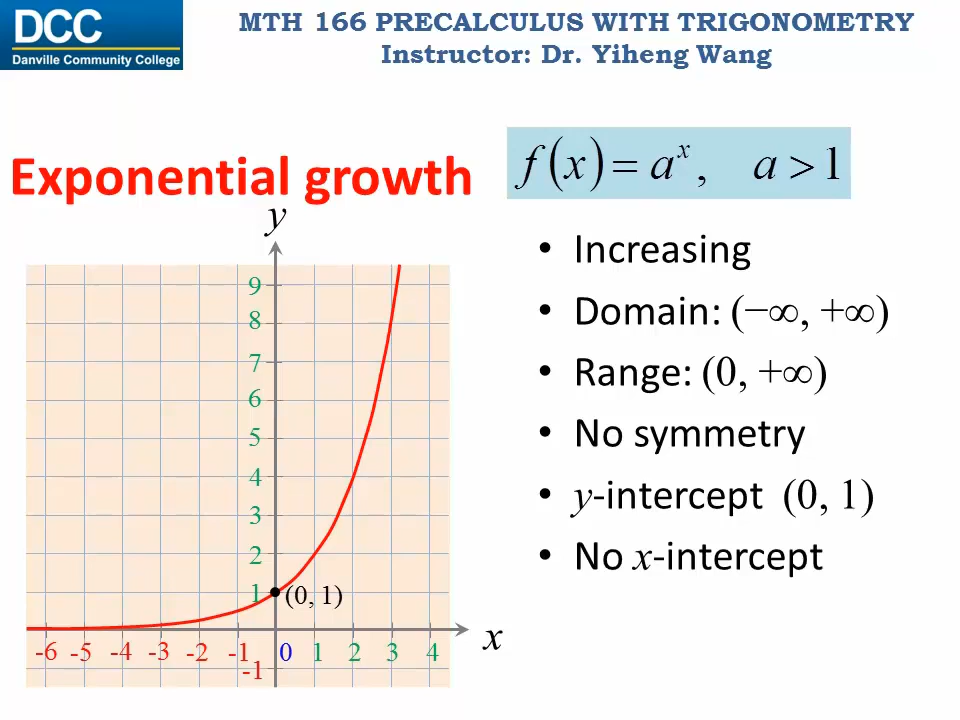 DCC
Danville Community College
MTH 166 PRECALCULUS WITH TRIGONOMETRY
Instructor: Dr. Yiheng Wang
Exponential growth
f(x) = a^x, a > 1
• Increasing
• Domain: (−∞, +∞)
• Range: (0, +∞)
• No symmetry
• y-intercept (0, 1)
• No x-intercept
y
9
8
7
6
5
4
3
2
1 (0, 1)
x
-6 -5 -4 -3 -2 -1 0 1 2 3 4
-1